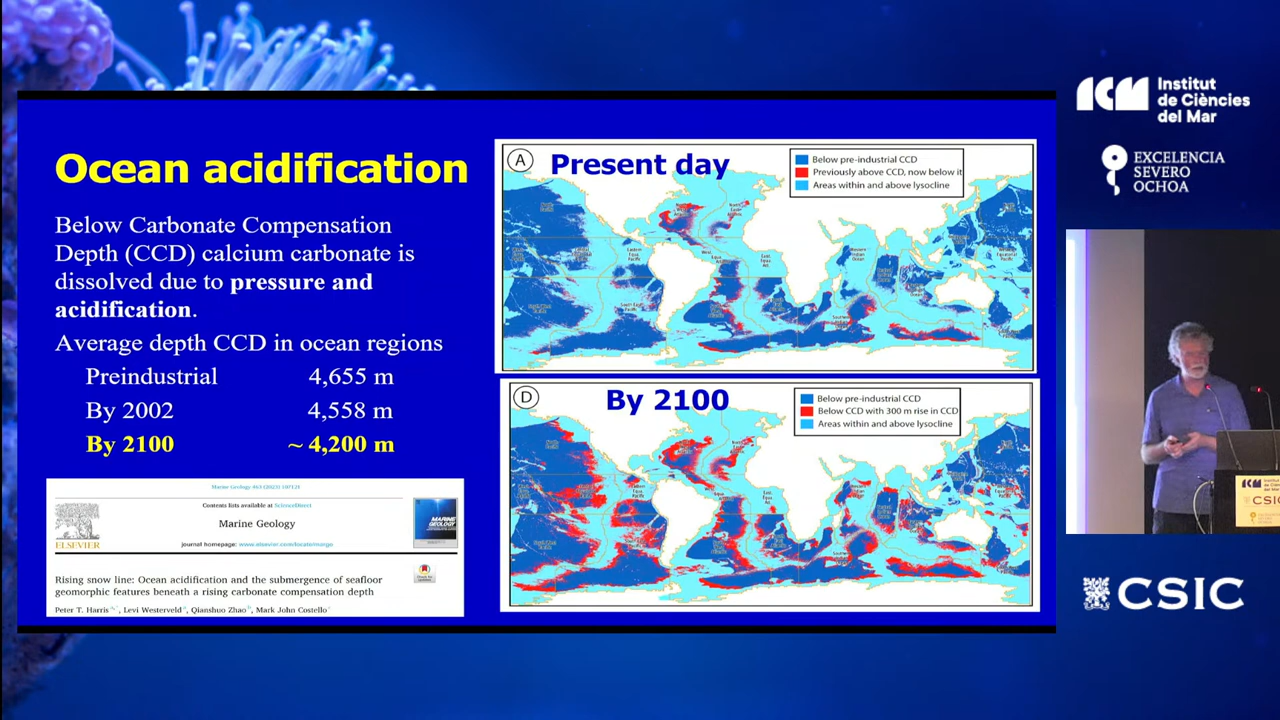 Ocean acidification
Below Carbonate Compensation
Depth (CCD) calcium carbonate is
dissolved due to pressure and
acidification.
Average depth CCD in ocean regions
Preindustrial 4,655 m
By 2002 4,558 m
By 2100 ~ 4,200 m
Contents lists available at ScienceDirect
Marine Geology
journal homepage: www.elsevier.com/locate/margo
ELSEVIER
MARINE
GEOLOGY
Rising snow line: Ocean acidification and the submergence of seafloor
geomorphic features beneath a rising carbonate compensation depth
Peter T. Harris, Levi Westerveld, Qianshuo Zhao, Mark John Costello
A
Present day
Below pre-industrial CCD
Previously above CCD, now below it
Areas within and above lysocline
D
By 2100
Below pre-industrial CCD
Below CCD with 300 m rise in CCD
Areas within and above lysocline
ICM
Institut
de Ciències
del Mar
EXCELENCIA
SEVERO
OCHOA
ICM
CSIC
CSIC